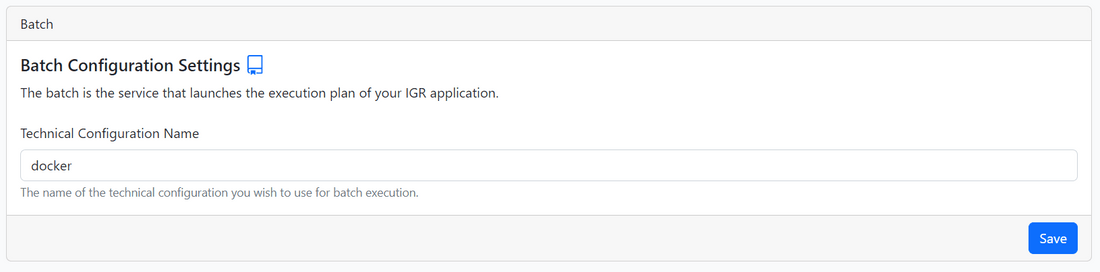 Batch
Batch Configuration Settings
The batch is the service that launches the execution plan of your IGR application.
Technical Configuration Name
docker
The name of the technical configuration you wish to use for batch execution.
Save